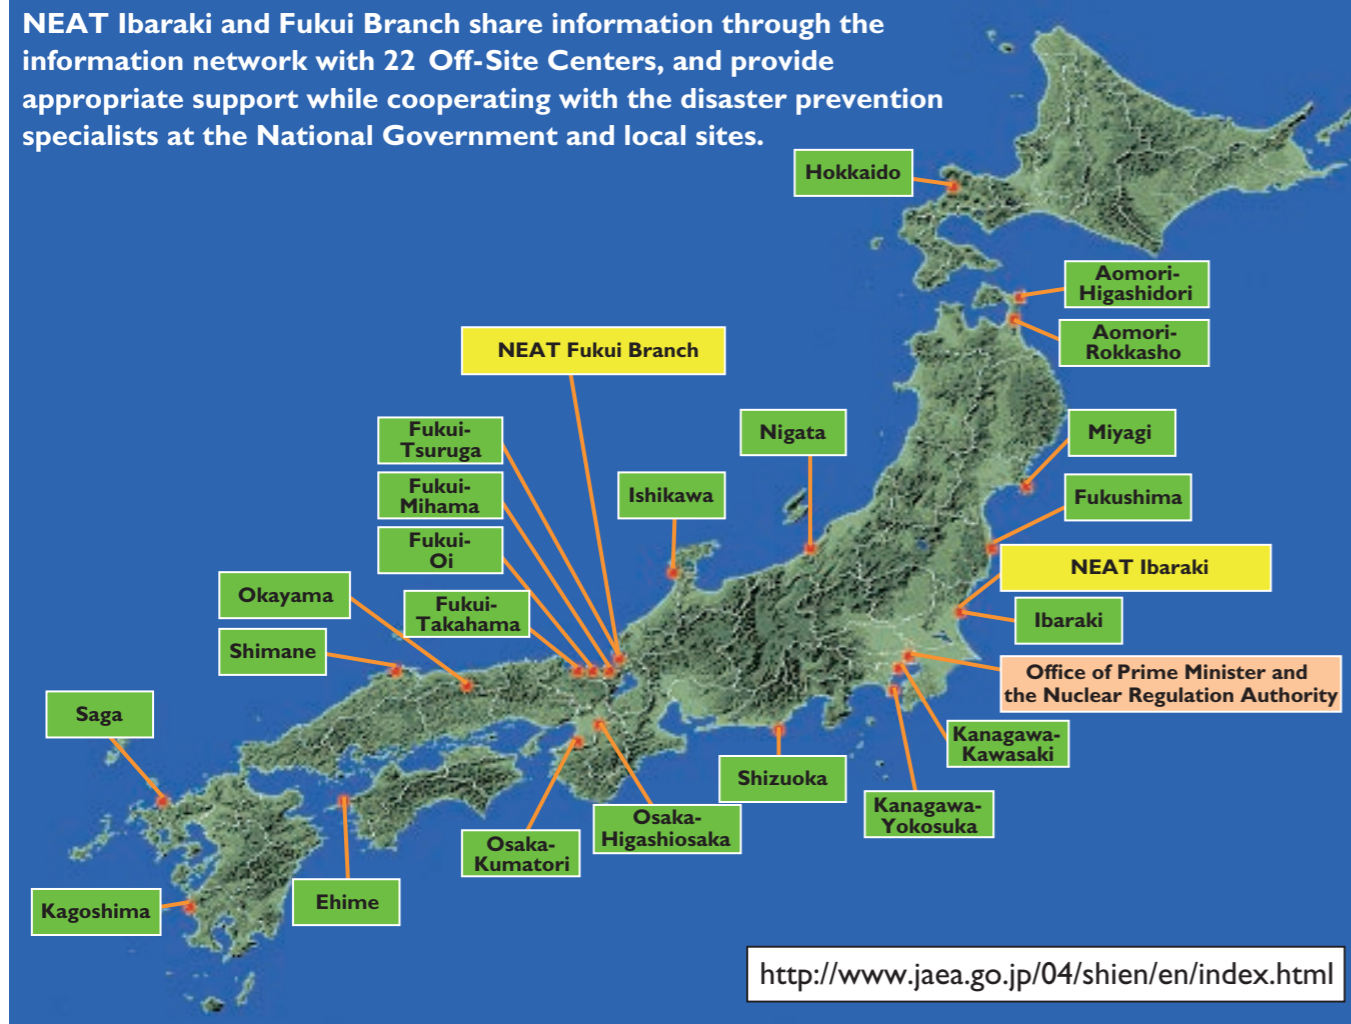 NEAT Ibaraki and Fukui Branch share information through the
information network with 22 Off-Site Centers, and provide
appropriate support while cooperating with the disaster prevention
specialists at the National Government and local sites.
Hokkaido
Aomori-
Higashidori
Aomori-
Rokkasho
NEAT Fukui Branch
Nigata
Miyagi
Fukui-
Tsuruga
Fukui-
Mihama
Ishikawa
Fukushima
Fukui-
Oi
NEAT Ibaraki
Okayama
Fukui-
Takahama
Ibaraki
Shimane
Office of Prime Minister and
the Nuclear Regulation Authority
Saga
Kanagawa-
Kawasaki
Shizuoka
Kanagawa-
Yokosuka
Osaka-
Higashiosaka
Osaka-
Kumatori
Ehime
Kagoshima
http://www.jaea.go.jp/04/shien/en/index.html